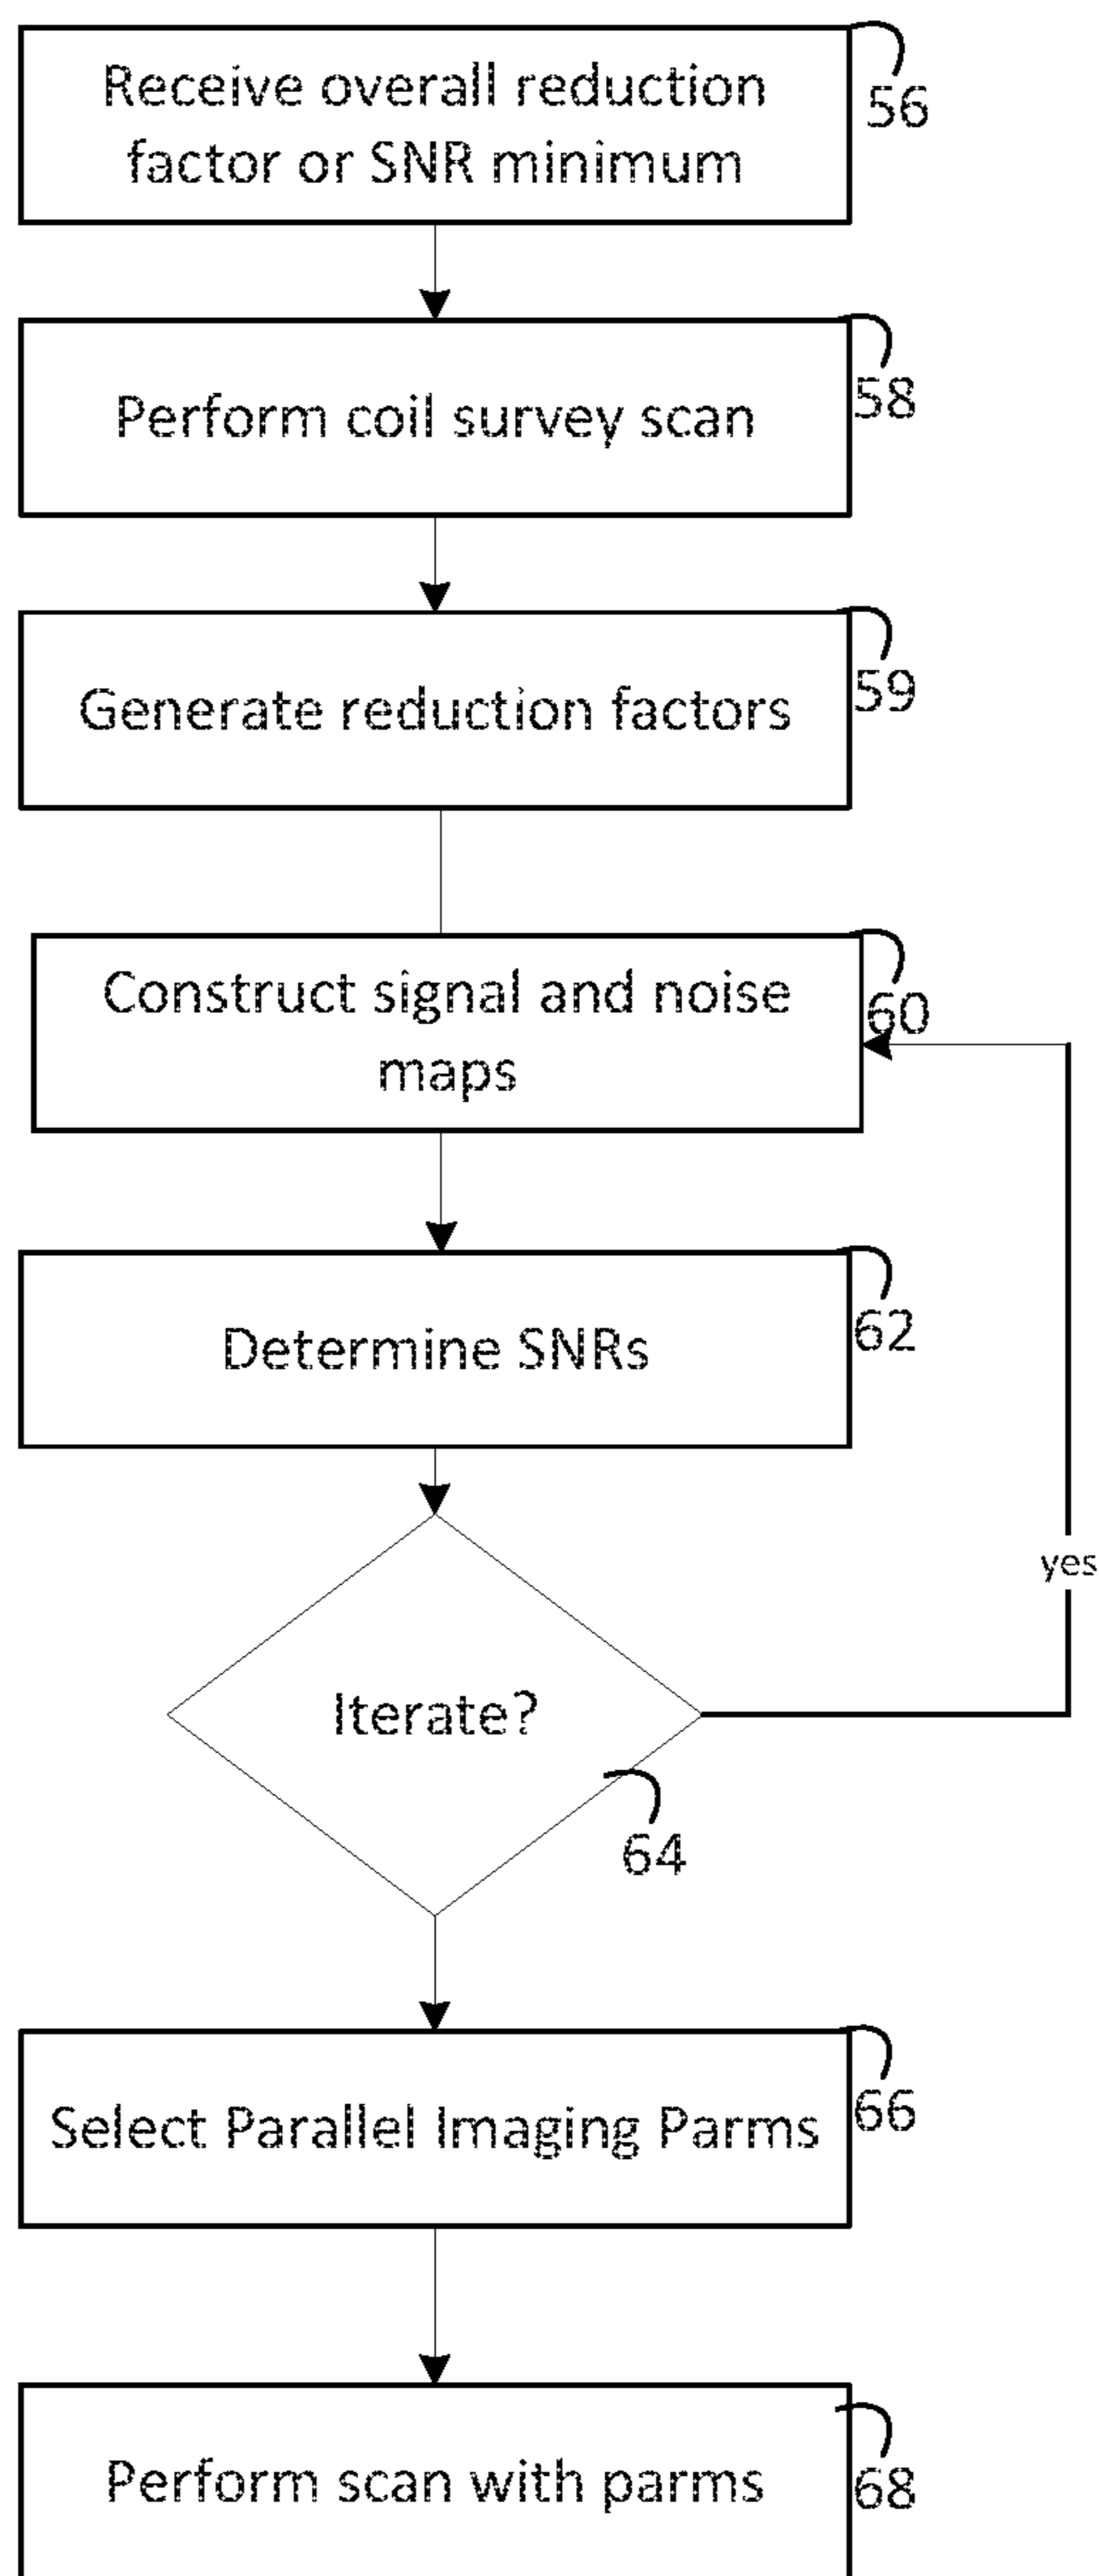 Receive overall reduction
factor or SNR minimum
56
Perform coil survey scan
58
Generate reduction factors
59
Construct signal and noise
maps
60
Determine SNRs
62
yes
Iterate?
64
Select Parallel Imaging Parms
66
Perform scan with parms
68